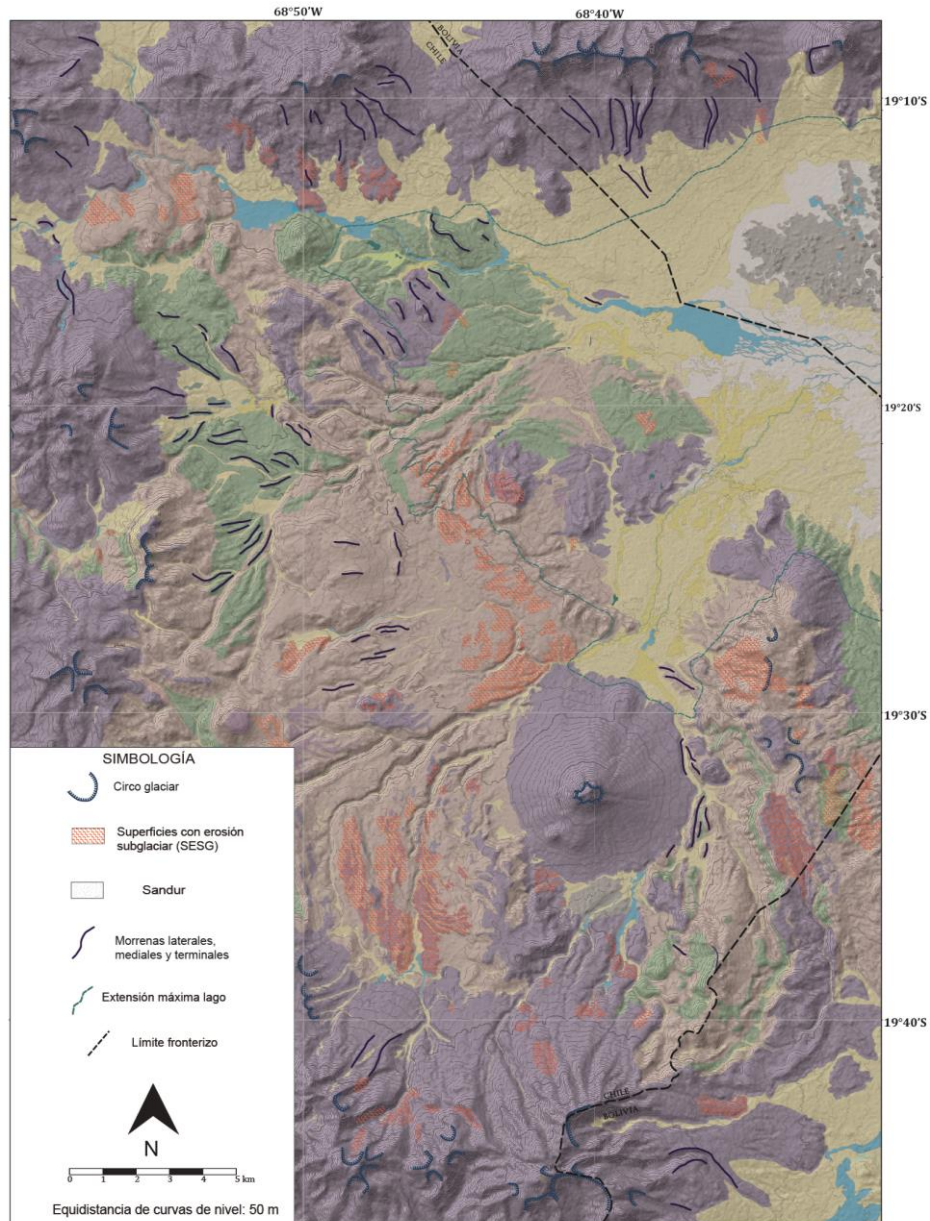 68°50'W
68°40'W
BOLIVIA
CHILE
19°10'S
19°20'S
19°30'S
19°40'S
CHILE
BOLIVIA
SIMBOLOGÍA
Circo glaciar
Superficies con erosión
subglaciar (SESG)
Sandur
Morrenas laterales,
mediales y terminales
Extensión máxima lago
Límite fronterizo
N
0 1 2 3 4 5 km
Equidistancia de curvas de nivel: 50 m